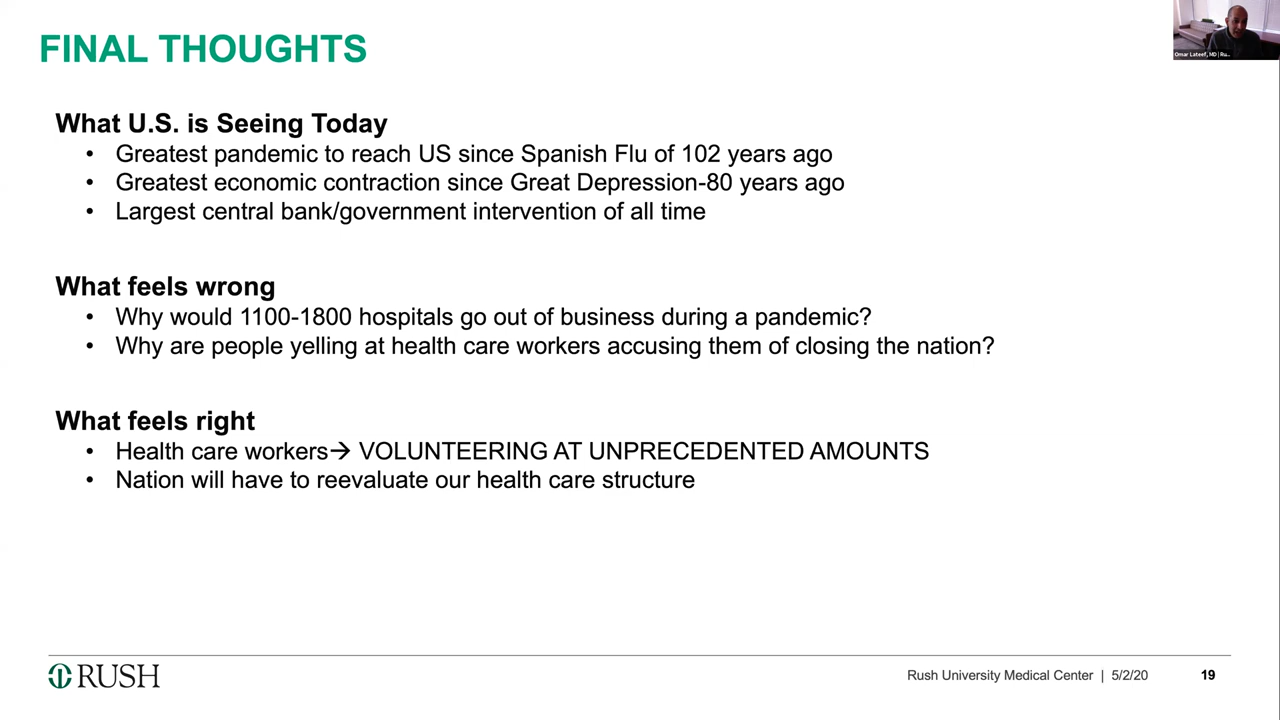 FINAL THOUGHTS
Omar Lateef, MD | Ru...
What U.S. is Seeing Today
• Greatest pandemic to reach US since Spanish Flu of 102 years ago
• Greatest economic contraction since Great Depression-80 years ago
• Largest central bank/government intervention of all time
What feels wrong
• Why would 1100-1800 hospitals go out of business during a pandemic?
• Why are people yelling at health care workers accusing them of closing the nation?
What feels right
• Health care workers→ VOLUNTEERING AT UNPRECEDENTED AMOUNTS
• Nation will have to reevaluate our health care structure
RUSH
Rush University Medical Center | 5/2/20 19